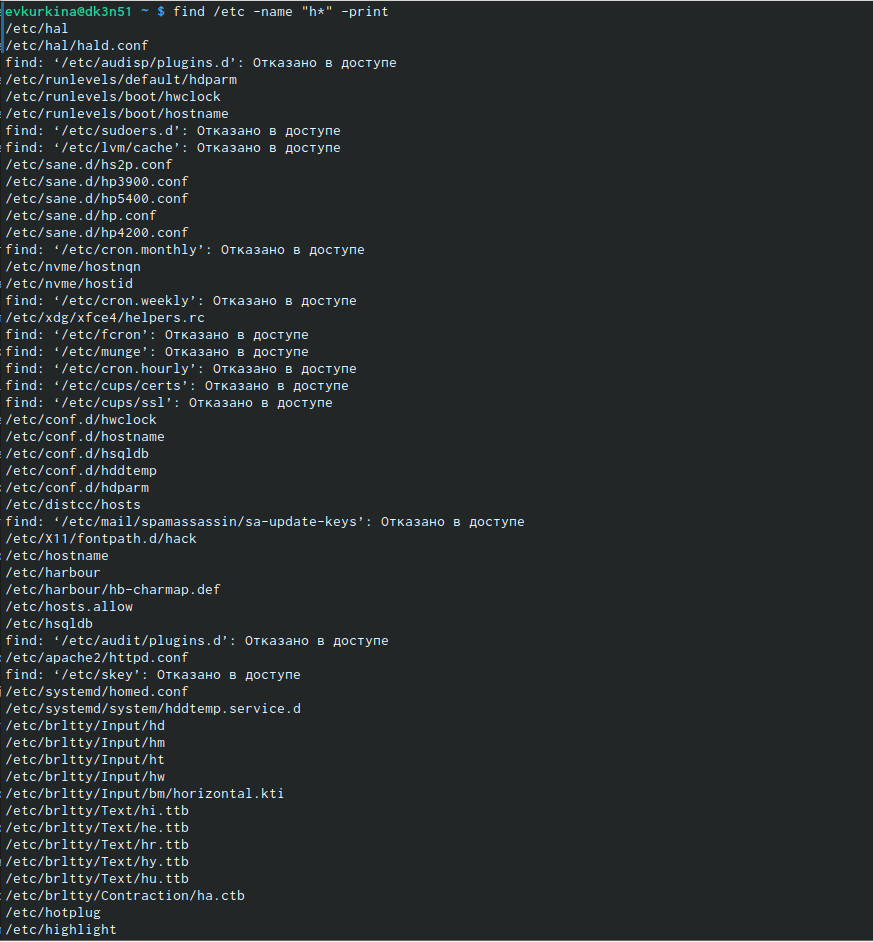 evkurkina@dk3n51 ~ $ find /etc -name "h*" -print
/etc/hal
/etc/hal/hald.conf
find: ‘/etc/audisp/plugins.d’: Отказано в доступе
/etc/runlevels/default/hdparm
/etc/runlevels/boot/hwclock
/etc/runlevels/boot/hostname
find: ‘/etc/sudoers.d’: Отказано в доступе
find: ‘/etc/lvm/cache’: Отказано в доступе
/etc/sane.d/hs2p.conf
/etc/sane.d/hp3900.conf
/etc/sane.d/hp5400.conf
/etc/sane.d/hp.conf
/etc/sane.d/hp4200.conf
find: ‘/etc/cron.monthly’: Отказано в доступе
/etc/nvme/hostnqn
/etc/nvme/hostid
find: ‘/etc/cron.weekly’: Отказано в доступе
/etc/xdg/xfce4/helpers.rc
find: ‘/etc/fcron’: Отказано в доступе
find: ‘/etc/munge’: Отказано в доступе
find: ‘/etc/cron.hourly’: Отказано в доступе
find: ‘/etc/cups/certs’: Отказано в доступе
find: ‘/etc/cups/ssl’: Отказано в доступе
/etc/conf.d/hwclock
/etc/conf.d/hostname
/etc/conf.d/hsqldb
/etc/conf.d/hddtemp
/etc/conf.d/hdparm
/etc/distcc/hosts
find: ‘/etc/mail/spamassassin/sa-update-keys’: Отказано в доступе
/etc/X11/fontpath.d/hack
/etc/hostname
/etc/harbour
/etc/harbour/hb-charmap.def
/etc/hosts.allow
/etc/hsqldb
find: ‘/etc/audit/plugins.d’: Отказано в доступе
/etc/apache2/httpd.conf
find: ‘/etc/skey’: Отказано в доступе
/etc/systemd/homed.conf
/etc/systemd/system/hddtemp.service.d
/etc/brltty/Input/hd
/etc/brltty/Input/hm
/etc/brltty/Input/ht
/etc/brltty/Input/hw
/etc/brltty/Input/bm/horizontal.kti
/etc/brltty/Text/hi.ttb
/etc/brltty/Text/he.ttb
/etc/brltty/Text/hr.ttb
/etc/brltty/Text/hy.ttb
/etc/brltty/Text/hu.ttb
/etc/brltty/Contraction/ha.ctb
/etc/hotplug
/etc/highlight